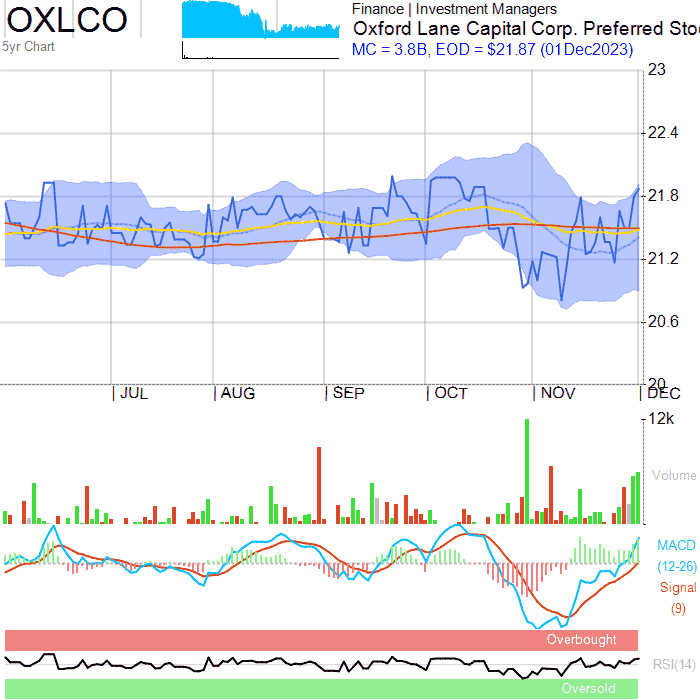 OXLCO
5yr Chart
Finance | Investment Managers
Oxford Lane Capital Corp. Preferred Sto
MC = 3.8B, EOD = $21.87 (01Dec2023)
23
22.4
21.8
21.2
20.6
20
JUL AUG SEP OCT NOV DEC
12k
Volume
MACD
(12-26)
Signal
(9)
Overbought
RSI(14)
Oversold